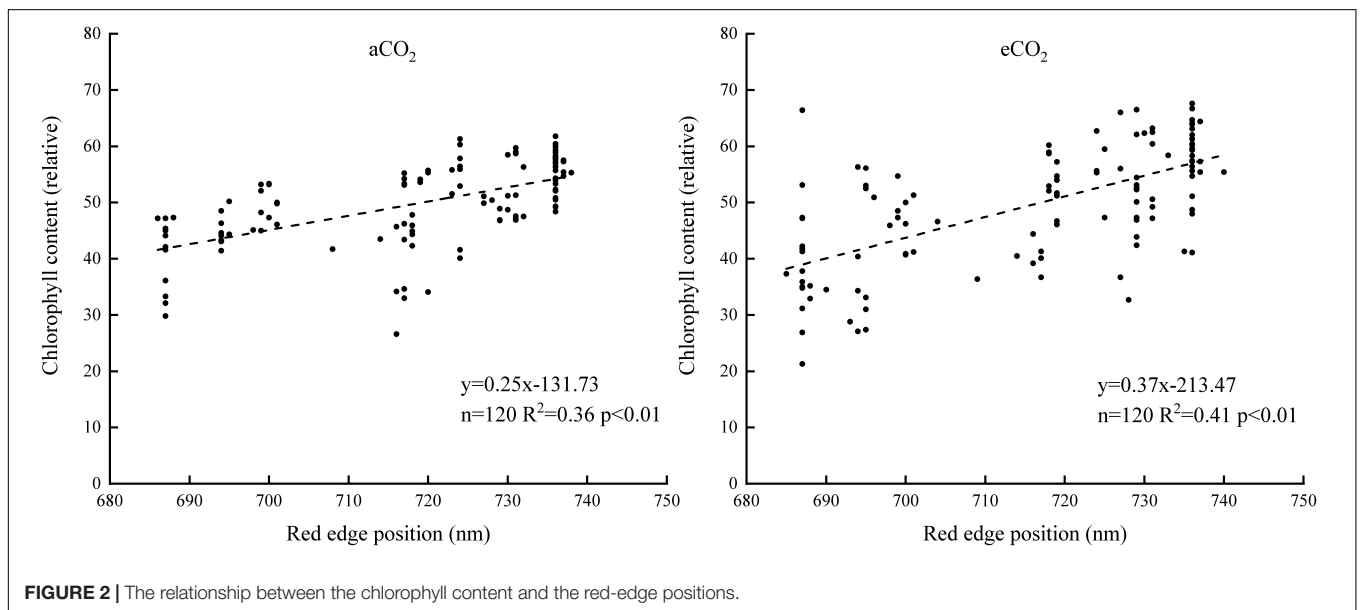 aCO₂
80
70
60
50
40
30
20
10
0
Chlorophyll content (relative)
680 690 700 710 720 730 740 750
Red edge position (nm)
y=0.25x-131.73
n=120 R²=0.36 p<0.01
eCO₂
80
70
60
50
40
30
20
10
0
Chlorophyll content (relative)
680 690 700 710 720 730 740 750
Red edge position (nm)
y=0.37x-213.47
n=120 R²=0.41 p<0.01
FIGURE 2 | The relationship between the chlorophyll content and the red-edge positions.